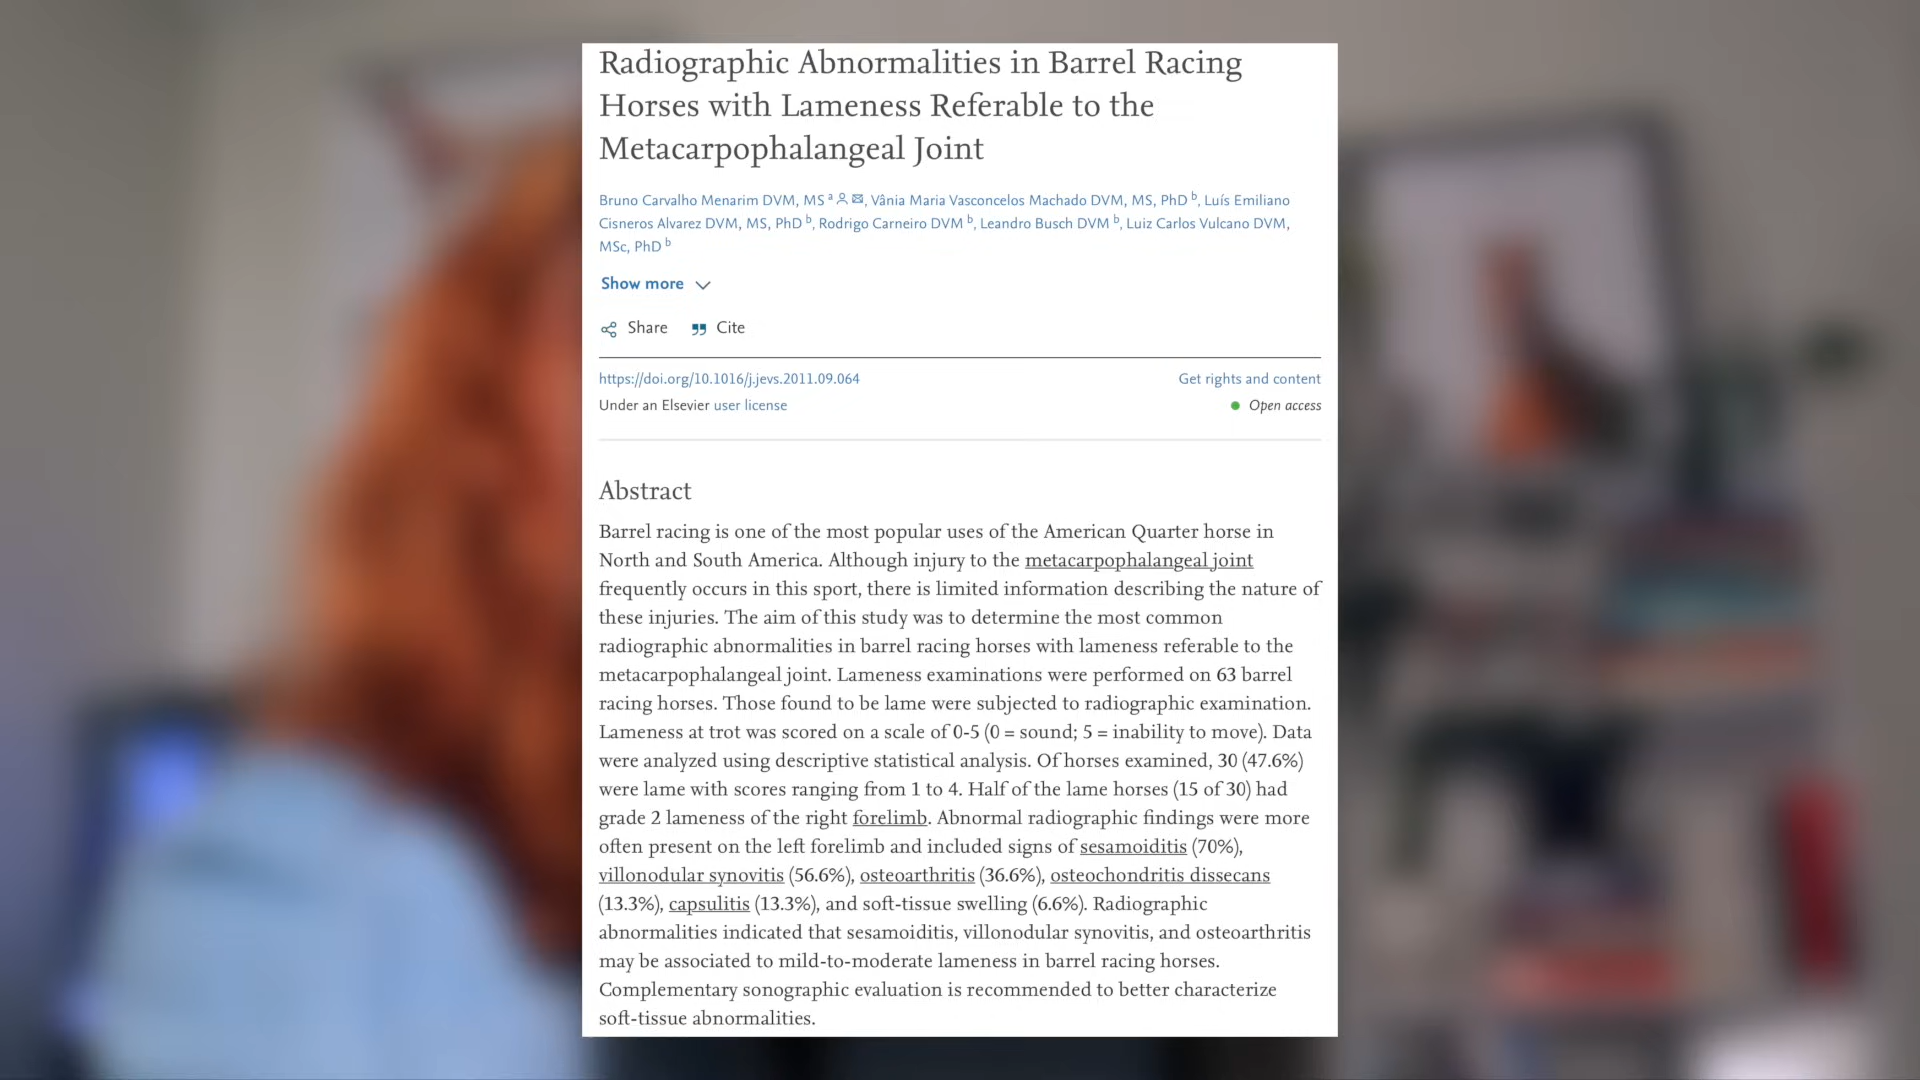 Radiographic Abnormalities in Barrel Racing
Horses with Lameness Referable to the
Metacarpophalangeal Joint
Bruno Carvalho Menarim DVM, MS a, Vânia Maria Vasconcelos Machado DVM, MS, PhD b, Luís Emiliano
Cisneros Alvarez DVM, MS, PhD b, Rodrigo Carneiro DVM b, Leandro Busch DVM b, Luiz Carlos Vulcano DVM,
MSc, PhD b
Show more
Share Cite
https://doi.org/10.1016/j.jevs.2011.09.064 Get rights and content
Under an Elsevier user license Open access
Abstract
Barrel racing is one of the most popular uses of the American Quarter horse in
North and South America. Although injury to the metacarpophalangeal joint
frequently occurs in this sport, there is limited information describing the nature of
these injuries. The aim of this study was to determine the most common
radiographic abnormalities in barrel racing horses with lameness referable to the
metacarpophalangeal joint. Lameness examinations were performed on 63 barrel
racing horses. Those found to be lame were subjected to radiographic examination.
Lameness at trot was scored on a scale of 0-5 (0 = sound; 5 = inability to move). Data
were analyzed using descriptive statistical analysis. Of horses examined, 30 (47.6%)
were lame with scores ranging from 1 to 4. Half of the lame horses (15 of 30) had
grade 2 lameness of the right forelimb. Abnormal radiographic findings were more
often present on the left forelimb and included signs of sesamoiditis (70%),
villonodular synovitis (56.6%), osteoarthritis (36.6%), osteochondritis dissecans
(13.3%), capsulitis (13.3%), and soft-tissue swelling (6.6%). Radiographic
abnormalities indicated that sesamoiditis, villonodular synovitis, and osteoarthritis
may be associated to mild-to-moderate lameness in barrel racing horses.
Complementary sonographic evaluation is recommended to better characterize
soft-tissue abnormalities.